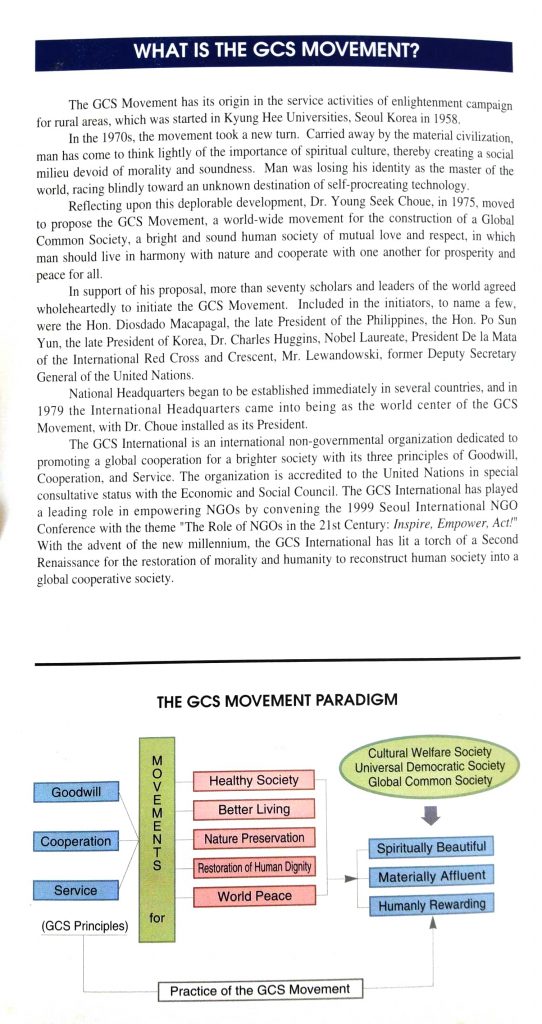 WHAT IS THE GCS MOVEMENT?
The GCS Movement has its origin in the service activities of enlightenment campaign
for rural areas, which was started in Kyung Hee Universities, Seoul Korea in 1958.
In the 1970s, the movement took a new turn. Carried away by the material civilization,
man has come to think lightly of the importance of spiritual culture, thereby creating a social
milieu devoid of morality and soundness. Man was losing his identity as the master of the
world, racing blindly toward an unknown destination of self-procreating technology.
Reflecting upon this deplorable development, Dr. Young Seek Choue, in 1975, moved
to propose the GCS Movement, a world-wide movement for the construction of a Global
Common Society, a bright and sound human society of mutual love and respect, in which
man should live in harmony with nature and cooperate with one another for prosperity and
peace for all.
In support of his proposal, more than seventy scholars and leaders of the world agreed
wholeheartedly to initiate the GCS Movement. Included in the initiators, to name a few,
were the Hon. Diosdado Macapagal, the late President of the Philippines, the Hon. Po Sun
Yun, the late President of Korea, Dr. Charles Huggins, Nobel Laureate, President De la Mata
of the International Red Cross and Crescent, Mr. Lewandowski, former Deputy Secretary
General of the United Nations.
National Headquarters began to be established immediately in several countries, and in
1979 the International Headquarters came into being as the world center of the GCS
Movement, with Dr. Choue installed as its President.
The GCS International is an international non-governmental organization dedicated to
promoting a global cooperation for a brighter society with its three principles of Goodwill,
Cooperation, and Service. The organization is accredited to the United Nations in special
consultative status with the Economic and Social Council. The GCS International has played
a leading role in empowering NGOs by convening the 1999 Seoul International NGO
Conference with the theme "The Role of NGOs in the 21st Century: Inspire, Empower, Act!"
With the advent of the new millennium, the GCS International has lit a torch of a Second
Renaissance for the restoration of morality and humanity to reconstruct human society into a
global cooperative society.
THE GCS MOVEMENT PARADIGM
Goodwill
Cooperation
Service
(GCS Principles)
MOVEMENTS
for
Healthy Society
Better Living
Nature Preservation
Restoration of Human Dignity
World Peace
Cultural Welfare Society
Universal Democratic Society
Global Common Society
Spiritually Beautiful
Materially Affluent
Humanly Rewarding
Practice of the GCS Movement